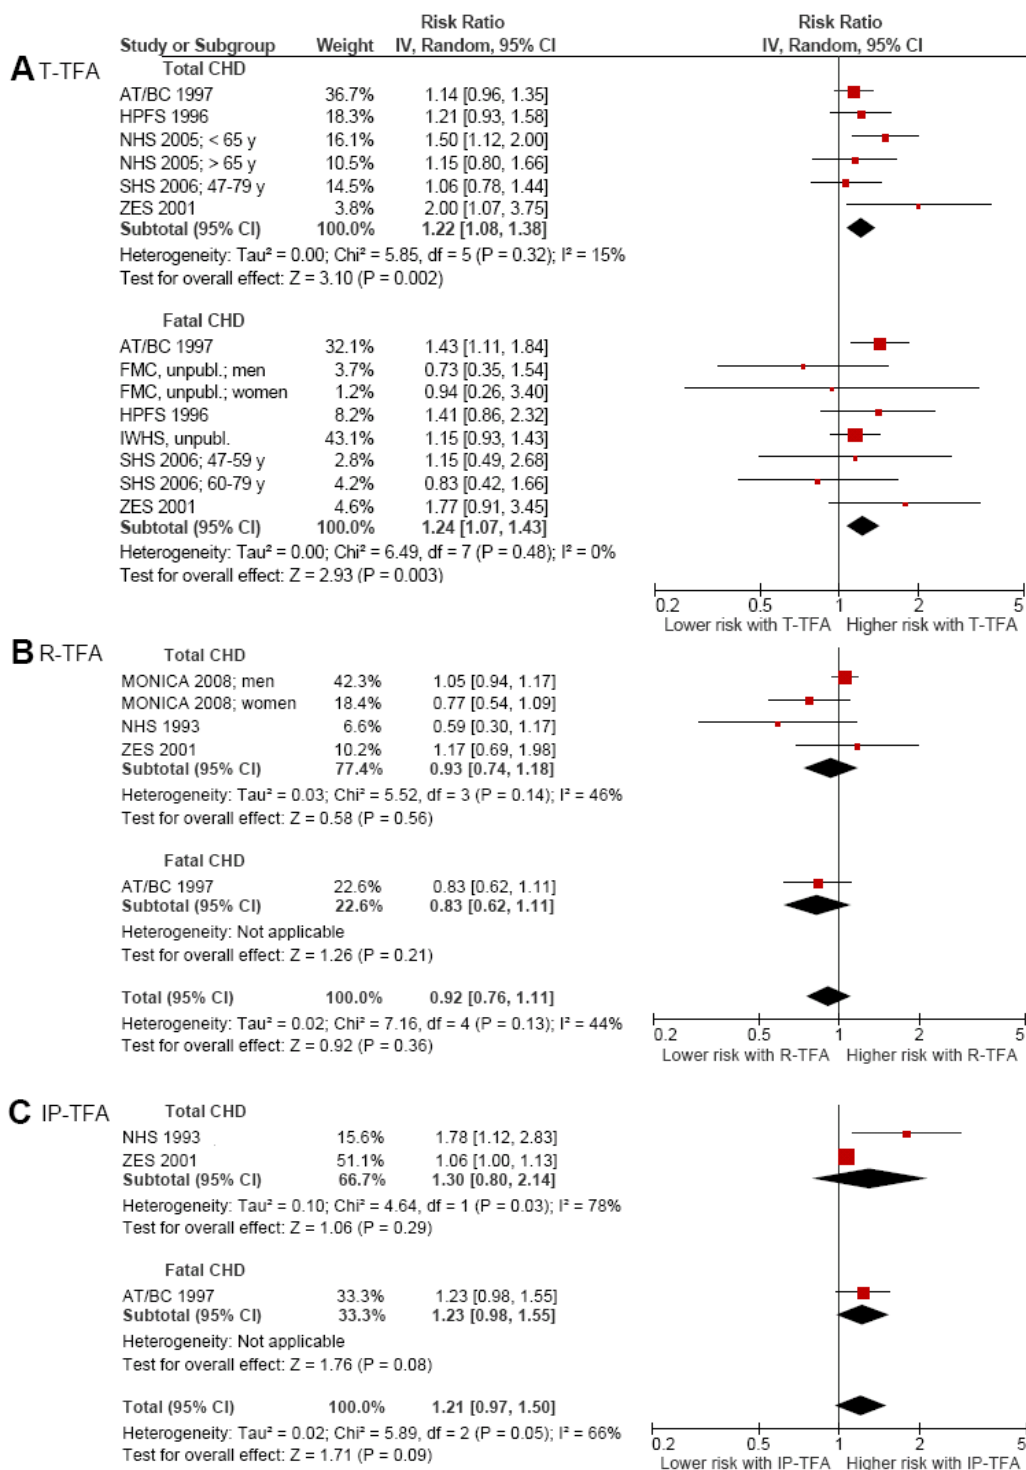 Risk Ratio Risk Ratio
Study or Subgroup Weight IV, Random, 95% CI IV, Random, 95% CI
A T-TFA
Total CHD
AT/BC 1997 36.7% 1.14 [0.96, 1.35]
HPFS 1996 18.3% 1.21 [0.93, 1.58]
NHS 2005; < 65 y 16.1% 1.50 [1.12, 2.00]
NHS 2005; > 65 y 10.5% 1.15 [0.80, 1.66]
SHS 2006; 47-79 y 14.5% 1.06 [0.78, 1.44]
ZES 2001 3.8% 2.00 [1.07, 3.75]
Subtotal (95% CI) 100.0% 1.22 [1.08, 1.38]
Heterogeneity: Tau² = 0.00; Chi² = 5.85, df = 5 (P = 0.32); I² = 15%
Test for overall effect: Z = 3.10 (P = 0.002)
Fatal CHD
AT/BC 1997 32.1% 1.43 [1.11, 1.84]
FMC, unpubl.; men 3.7% 0.73 [0.35, 1.54]
FMC, unpubl.; women 1.2% 0.94 [0.26, 3.40]
HPFS 1996 8.2% 1.41 [0.86, 2.32]
IWHS, unpubl. 43.1% 1.15 [0.93, 1.43]
SHS 2006; 47-59 y 2.8% 1.15 [0.49, 2.68]
SHS 2006; 60-79 y 4.2% 0.83 [0.42, 1.66]
ZES 2001 4.6% 1.77 [0.91, 3.45]
Subtotal (95% CI) 100.0% 1.24 [1.07, 1.43]
Heterogeneity: Tau² = 0.00; Chi² = 6.49, df = 7 (P = 0.48); I² = 0%
Test for overall effect: Z = 2.93 (P = 0.003)
0.2 0.5 1 2 5
Lower risk with T-TFA Higher risk with T-TFA
B R-TFA
Total CHD
MONICA 2008; men 42.3% 1.05 [0.94, 1.17]
MONICA 2008; women 18.4% 0.77 [0.54, 1.09]
NHS 1993 6.6% 0.59 [0.30, 1.17]
ZES 2001 10.2% 1.17 [0.69, 1.98]
Subtotal (95% CI) 77.4% 0.93 [0.74, 1.18]
Heterogeneity: Tau² = 0.03; Chi² = 5.52, df = 3 (P = 0.14); I² = 46%
Test for overall effect: Z = 0.58 (P = 0.56)
Fatal CHD
AT/BC 1997 22.6% 0.83 [0.62, 1.11]
Subtotal (95% CI) 22.6% 0.83 [0.62, 1.11]
Heterogeneity: Not applicable
Test for overall effect: Z = 1.26 (P = 0.21)
Total (95% CI) 100.0% 0.92 [0.76, 1.11]
Heterogeneity: Tau² = 0.02; Chi² = 7.16, df = 4 (P = 0.13); I² = 44%
Test for overall effect: Z = 0.92 (P = 0.36)
0.2 0.5 1 2 5
Lower risk with R-TFA Higher risk with R-TFA
C IP-TFA
Total CHD
NHS 1993 15.6% 1.78 [1.12, 2.83]
ZES 2001 51.1% 1.06 [1.00, 1.13]
Subtotal (95% CI) 66.7% 1.30 [0.80, 2.14]
Heterogeneity: Tau² = 0.10; Chi² = 4.64, df = 1 (P = 0.03); I² = 78%
Test for overall effect: Z = 1.06 (P = 0.29)
Fatal CHD
AT/BC 1997 33.3% 1.23 [0.98, 1.55]
Subtotal (95% CI) 33.3% 1.23 [0.98, 1.55]
Heterogeneity: Not applicable
Test for overall effect: Z = 1.76 (P = 0.08)
Total (95% CI) 100.0% 1.21 [0.97, 1.50]
Heterogeneity: Tau² = 0.02; Chi² = 5.89, df = 2 (P = 0.05); I² = 66%
Test for overall effect: Z = 1.71 (P = 0.09)
0.2 0.5 1 2 5
Lower risk with IP-TFA Higher risk with IP-TFA